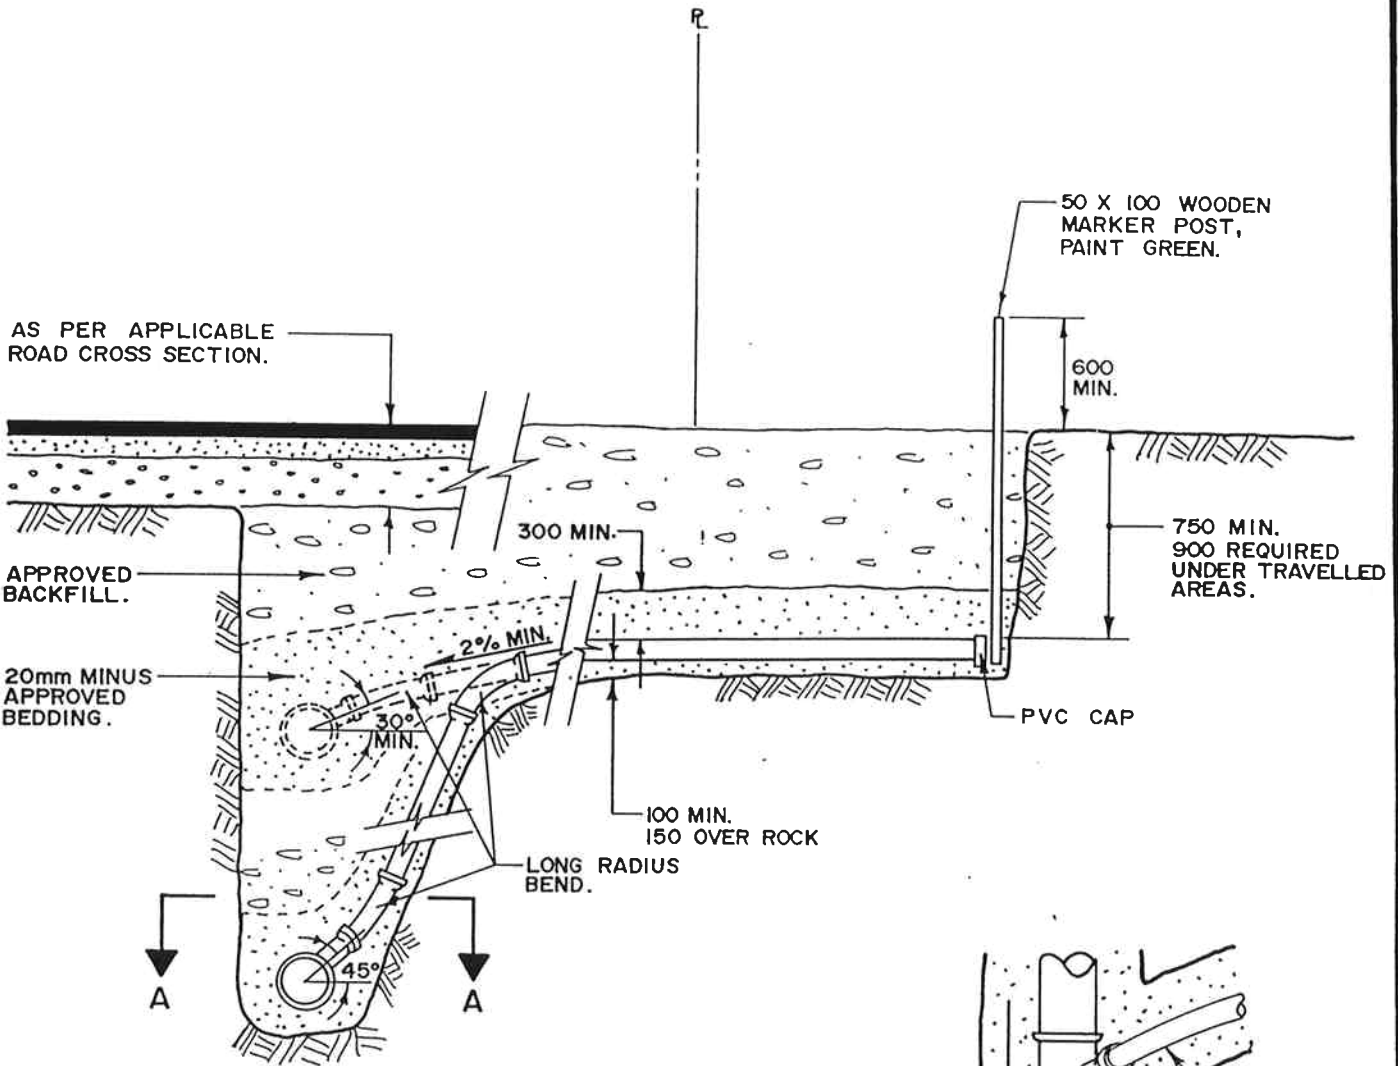 PL
50 X 100 WOODEN
MARKER POST,
PAINT GREEN.
AS PER APPLICABLE
ROAD CROSS SECTION.
600
MIN.
300 MIN.
750 MIN.
900 REQUIRED
UNDER TRAVELLED
AREAS.
APPROVED
BACKFILL.
2% MIN.
20mm MINUS
APPROVED
BEDDING.
30°
MIN.
PVC CAP
100 MIN.
150 OVER ROCK
LONG RADIUS
BEND.
45°
A
A